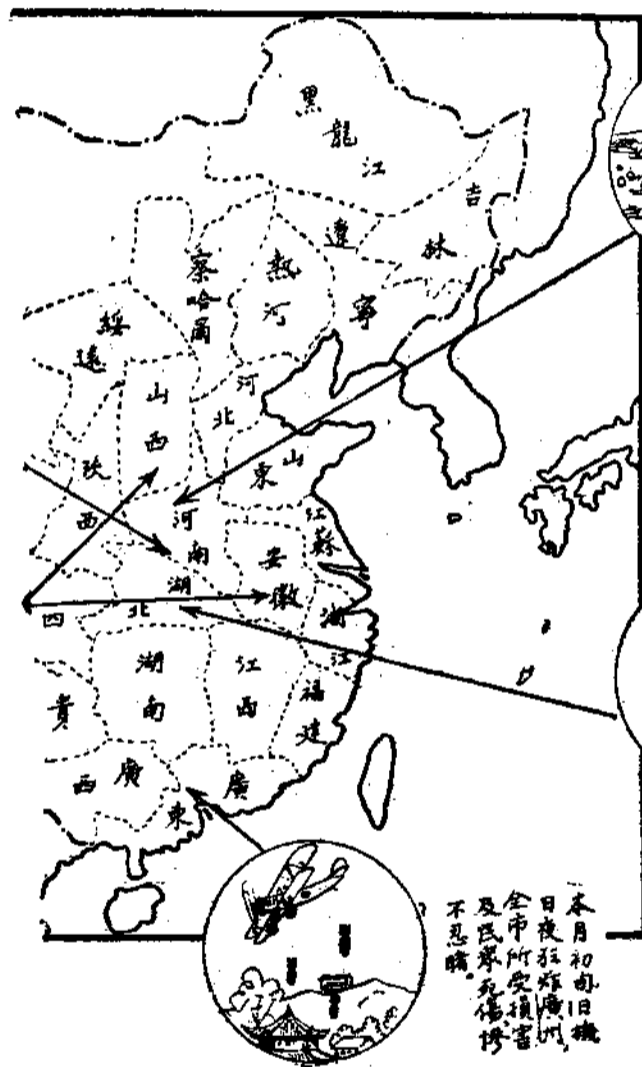 黑龍江
吉林
遼寧
熱河
察哈爾
綏遠
河北
山西
山東
陝西
河南
江蘇
安徽
湖北
浙江
四
湖南
江西
福建
貴
廣西
廣東
本月初旬日機
日夜狂炸廣州,
全市所受損害
及民衆死傷,慘
不忍睹。